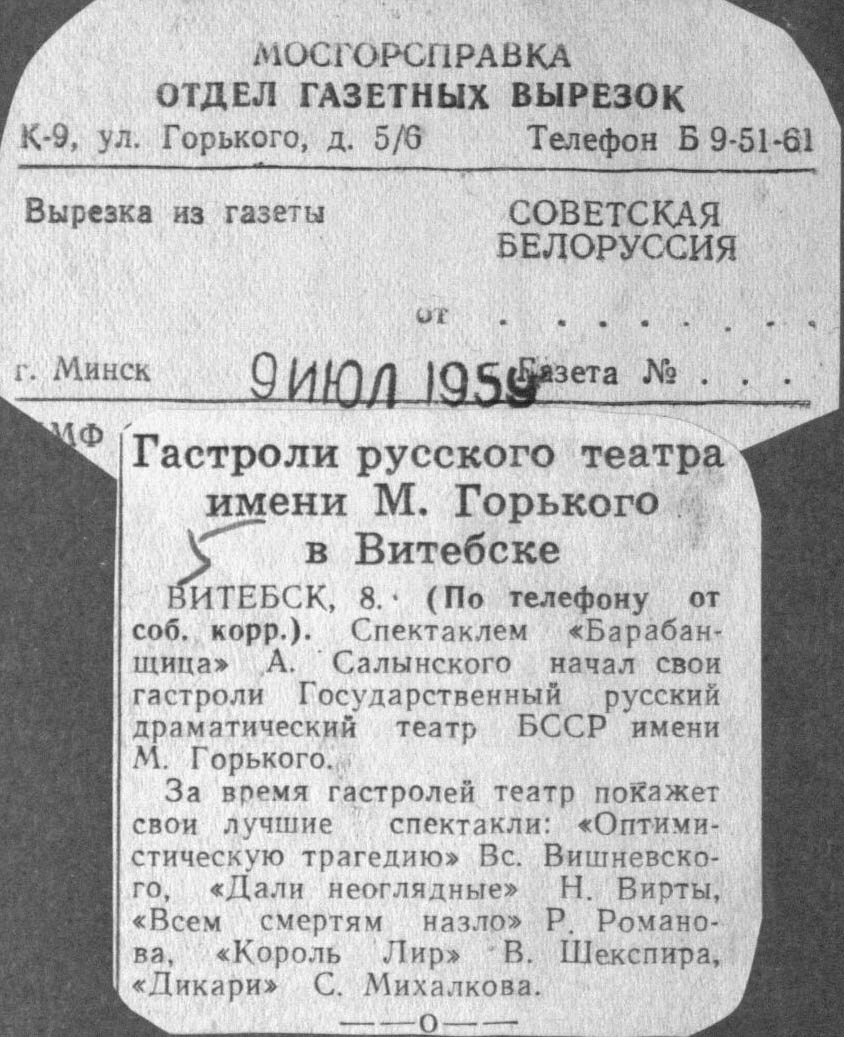 МОСГОРСПРАВКА
ОТДЕЛ ГАЗЕТНЫХ ВЫРЕЗОК
К-9, ул. Горького, д. 5/6 Телефон Б 9-51-61
Вырезка из газеты СОВЕТСКАЯ
БЕЛОРУССИЯ
от . . . . . . . .
г. Минск 9 ИЮЛ 1959 Газета № . . .
МФ
Гастроли русского театра
имени М. Горького
в Витебске
ВИТЕБСК, 8. (По телефону от
соб. корр.). Спектаклем «Барабан-
щица» А. Салынского начал свои
гастроли Государственный русский
драматический театр БССР имени
М. Горького.
За время гастролей театр покажет
свои лучшие спектакли: «Оптими-
стическую трагедию» Вс. Вишневско-
го, «Дали неоглядные» Н. Вирты,
«Всем смертям назло» Р. Романо-
ва, «Король Лир» В. Шекспира,
«Дикари» С. Михалкова.